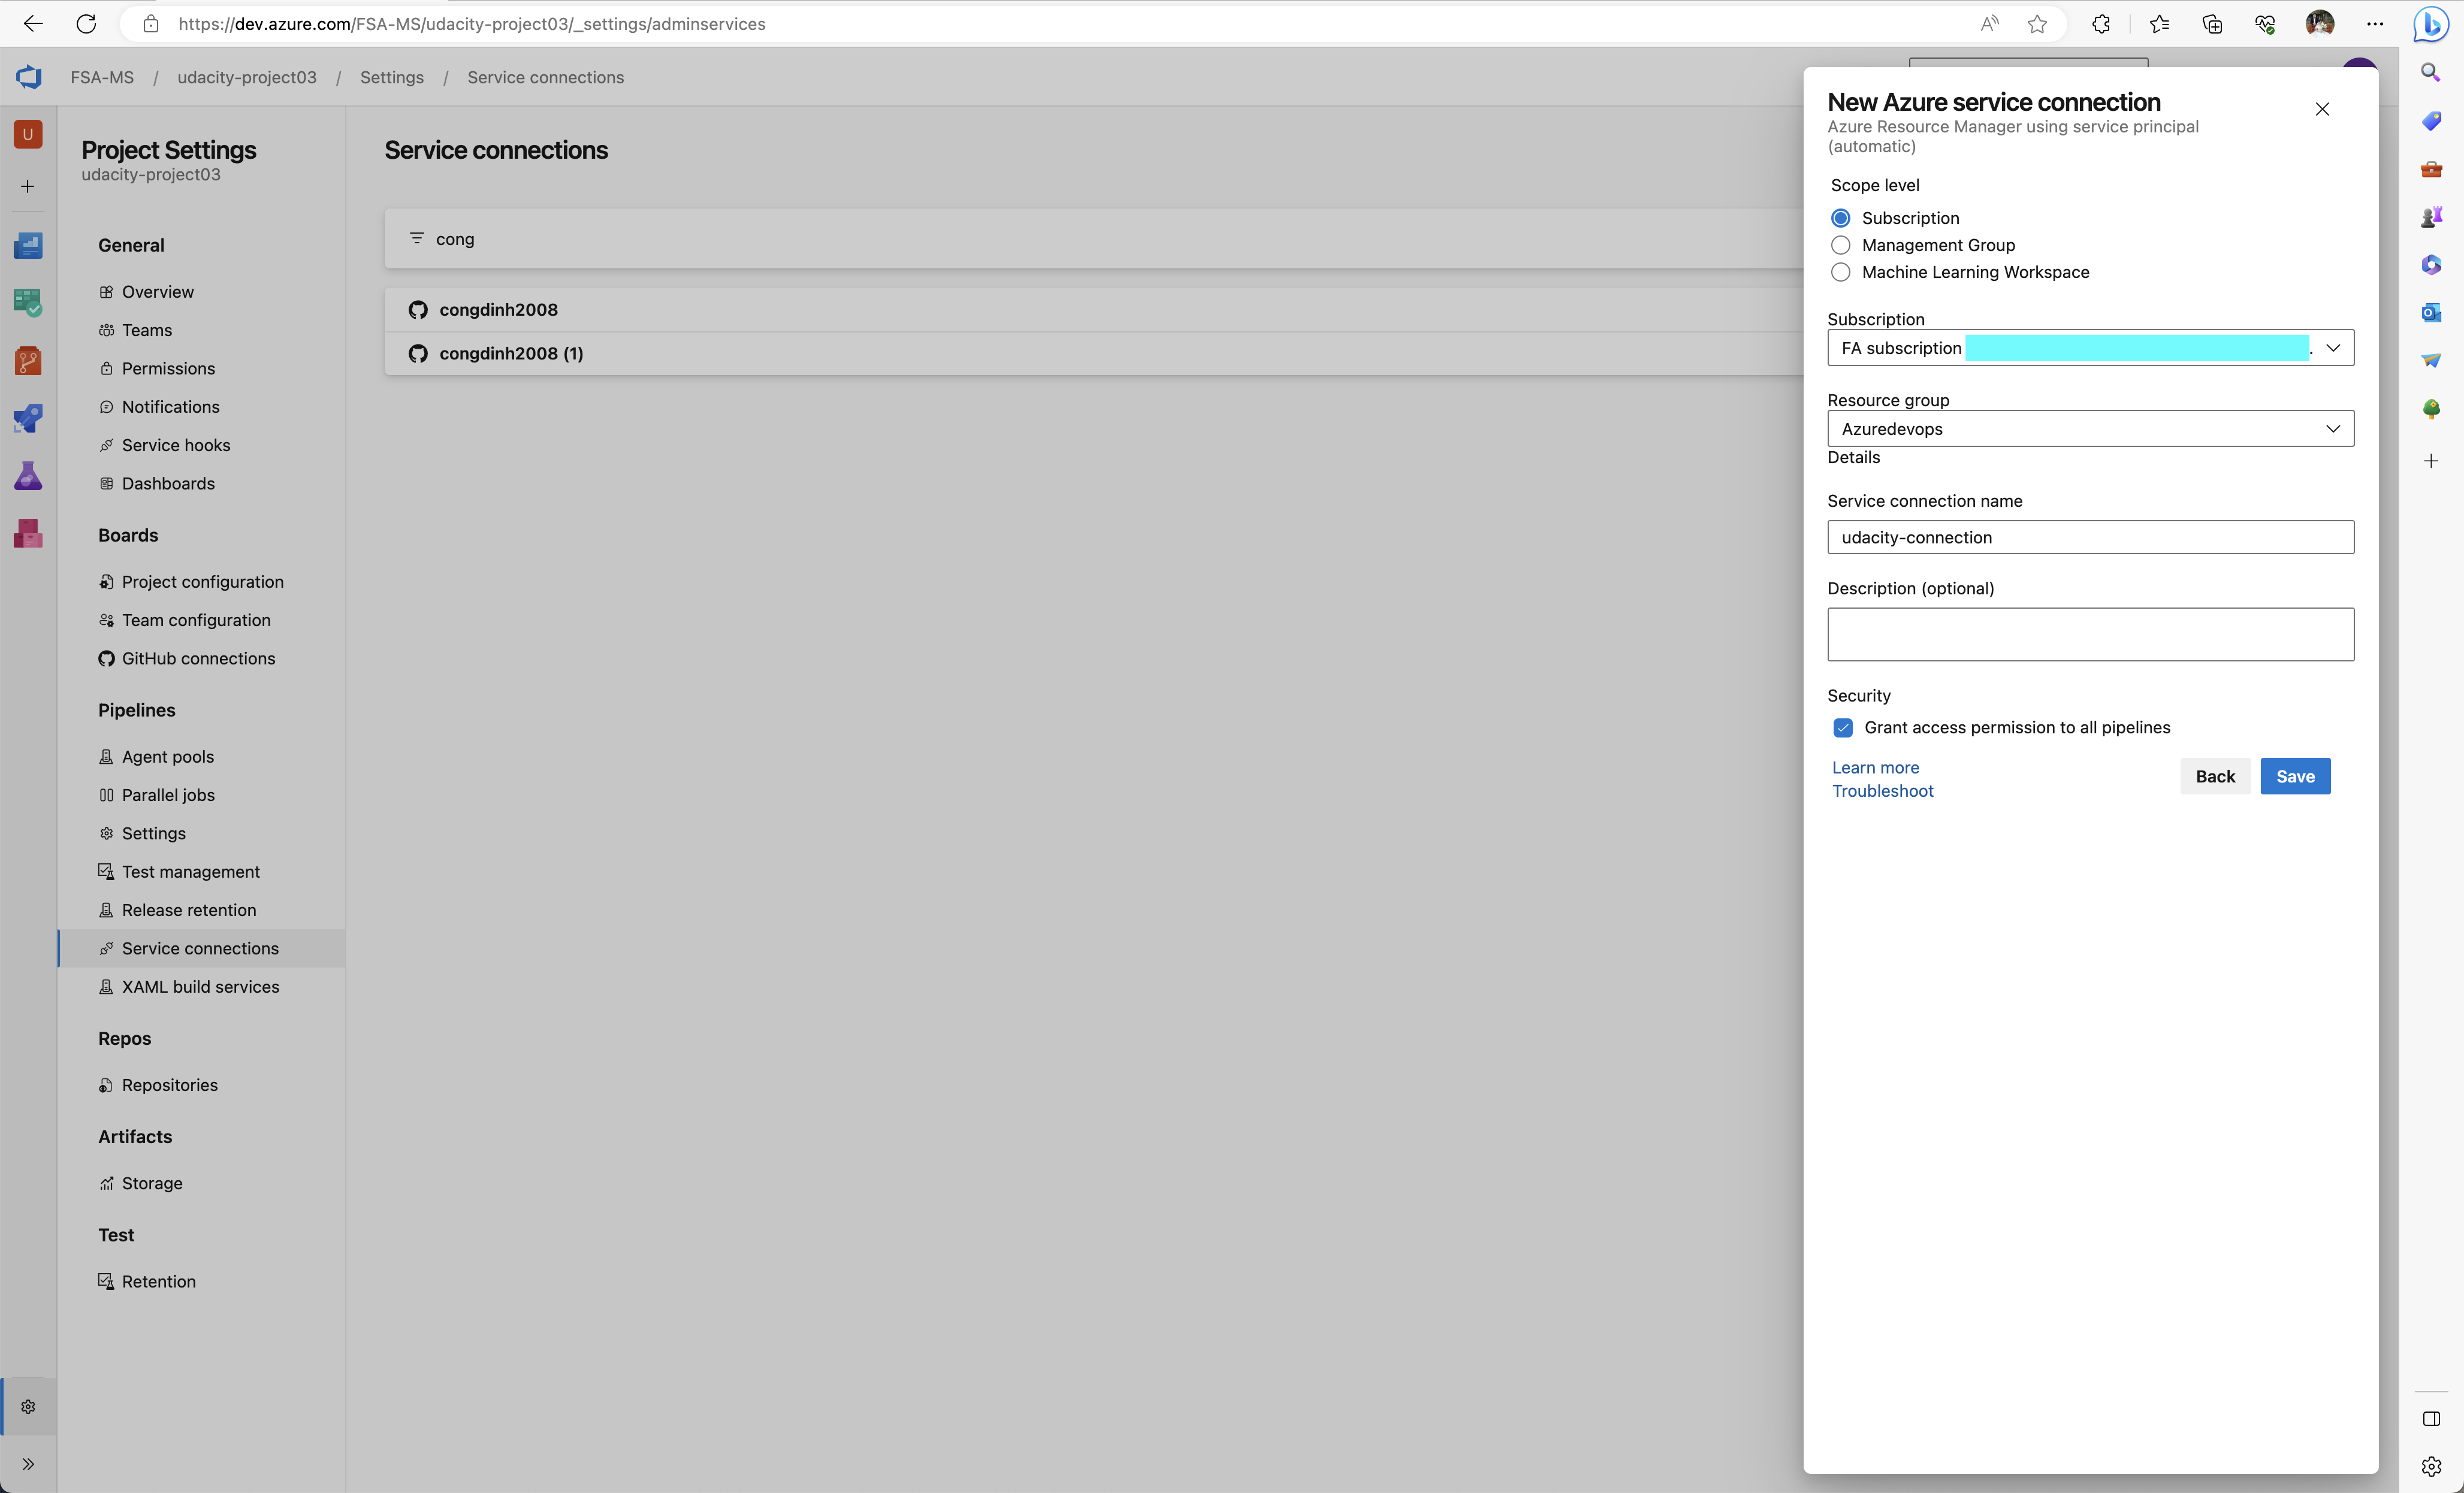 https://dev.azure.com/FSA-MS/udacity-project03/_settings/adminservices
FSA-MS / udacity-project03 / Settings / Service connections
U
Project Settings
udacity-project03
General
Overview
Teams
Permissions
Notifications
Service hooks
Dashboards
Boards
Project configuration
Team configuration
GitHub connections
Pipelines
Agent pools
Parallel jobs
Settings
Test management
Release retention
Service connections
XAML build services
Repos
Repositories
Artifacts
Storage
Test
Retention
Service connections
cong
congdinh2008
congdinh2008 (1)
New Azure service connection
Azure Resource Manager using service principal
(automatic)
Scope level
Subscription
Management Group
Machine Learning Workspace
Subscription
FA subscription .
Resource group
Azuredevops
Details
Service connection name
udacity-connection
Description (optional)
Security
Grant access permission to all pipelines
Learn more
Troubleshoot
Back
Save